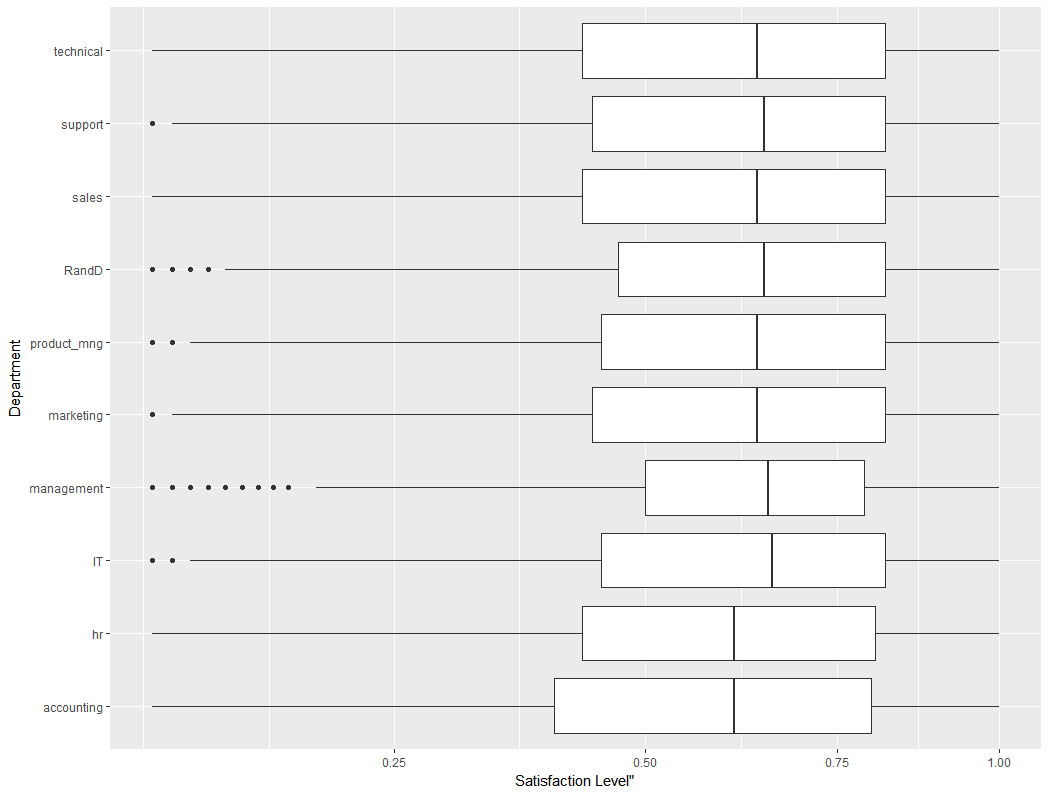 technical
support
sales
RandD
product_mng
marketing
management
IT
hr
accounting
Department
0.25 0.50 0.75 1.00
Satisfaction Level"